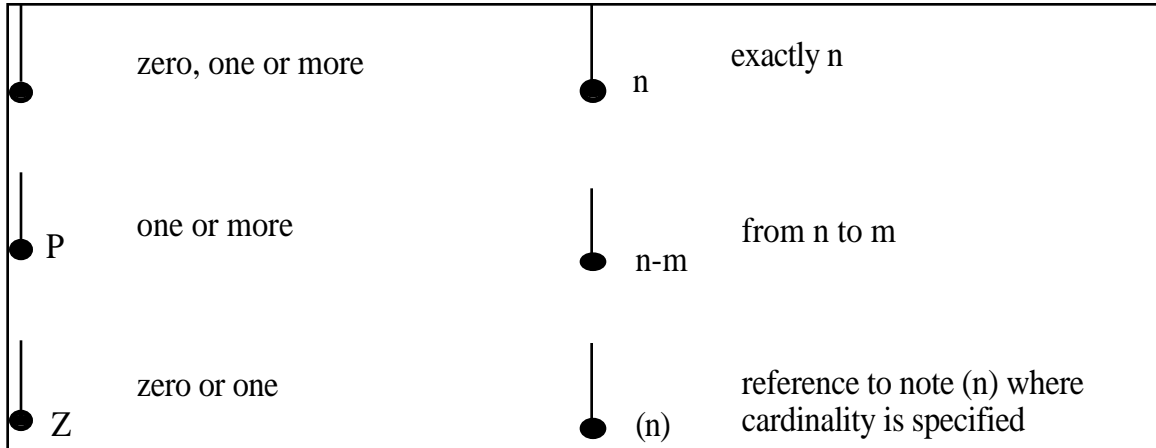 zero, one or more
n
exactly n
P
one or more
n-m
from n to m
Z
zero or one
(n)
reference to note (n) where
cardinality is specified